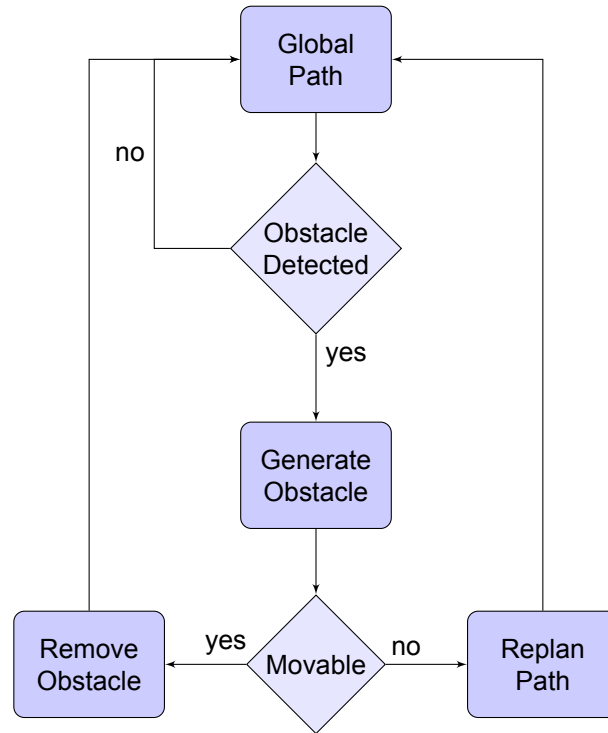 Global
Path
no
Obstacle
Detected
yes
Generate
Obstacle
Remove
Obstacle
yes
Movable
no
Replan
Path